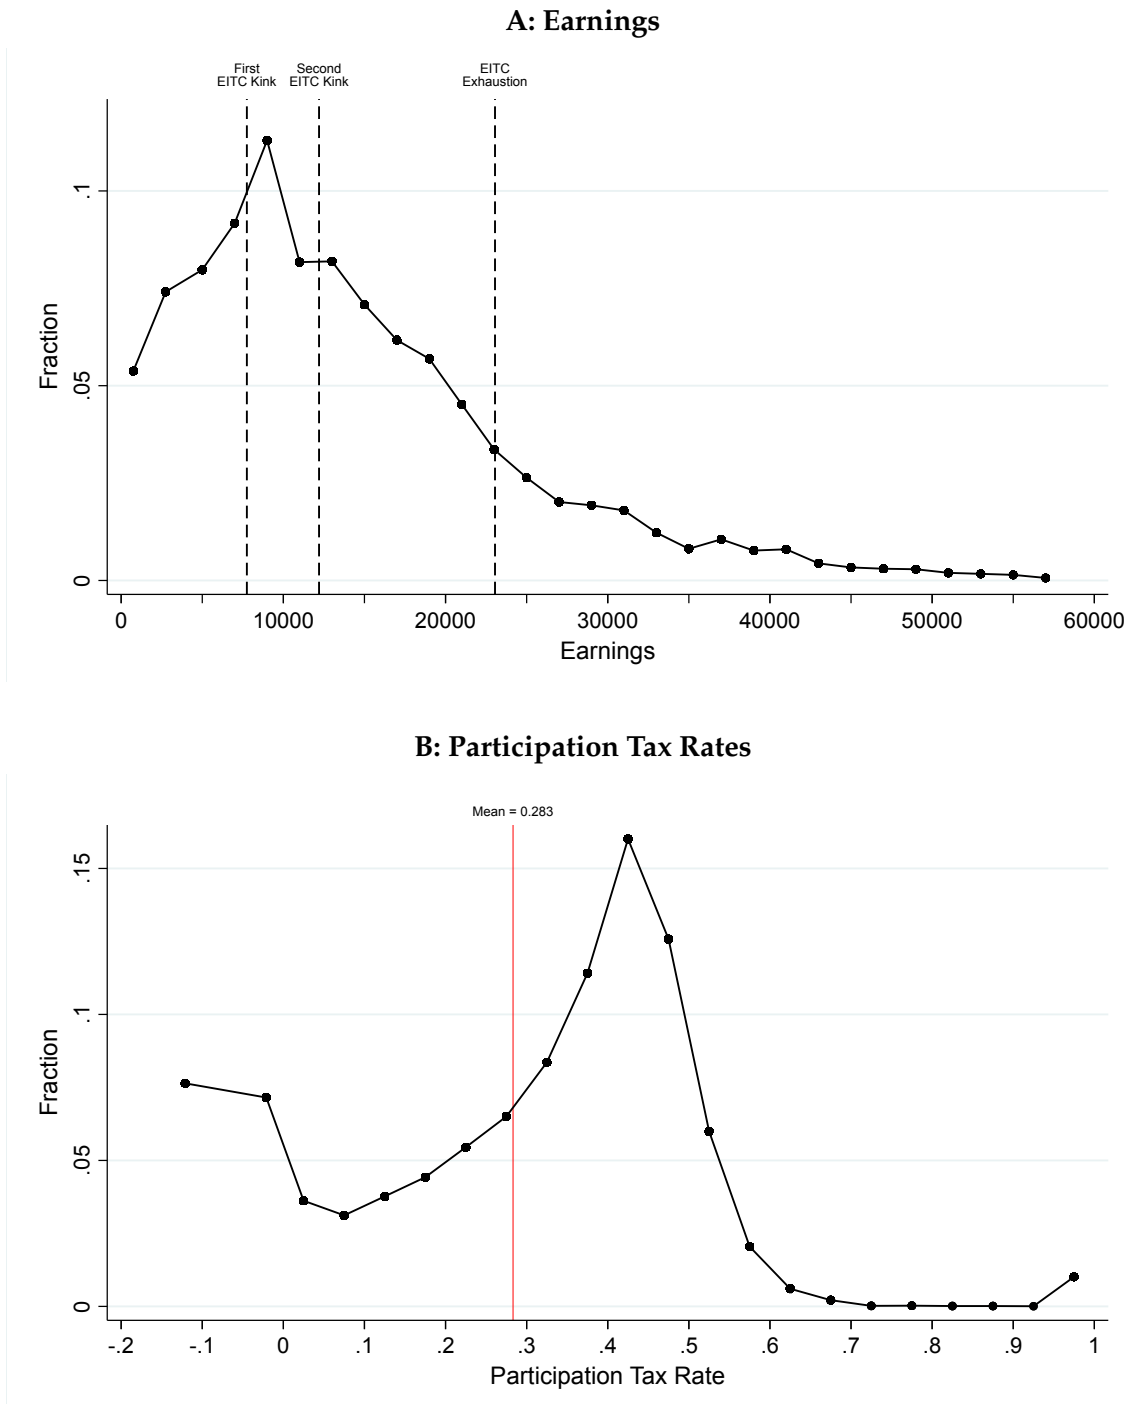 A: Earnings
First Second EITC
EITC Kink EITC Kink Exhaustion
.1
.05
0
Fraction
0 10000 20000 30000 40000 50000 60000
Earnings
B: Participation Tax Rates
Mean = 0.283
.15
.1
.05
0
Fraction
-.2 -.1 0 .1 .2 .3 .4 .5 .6 .7 .8 .9 1
Participation Tax Rate